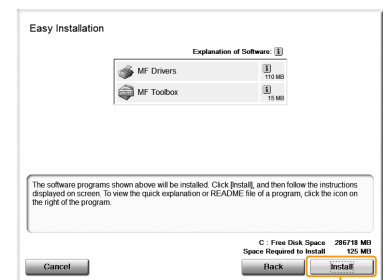 Easy Installation
Explanation of Software:
MF Drivers
110 MB
MF Toolbox
15 MB
The software programs shown above will be installed. Click [Install], and then follow the instructions
displayed on screen. To view the quick explanation or README file of a program, click the icon on
the right of the program.
C : Free Disk Space 286718 MB
Space Required to Install 125 MB
Cancel
Back
Install